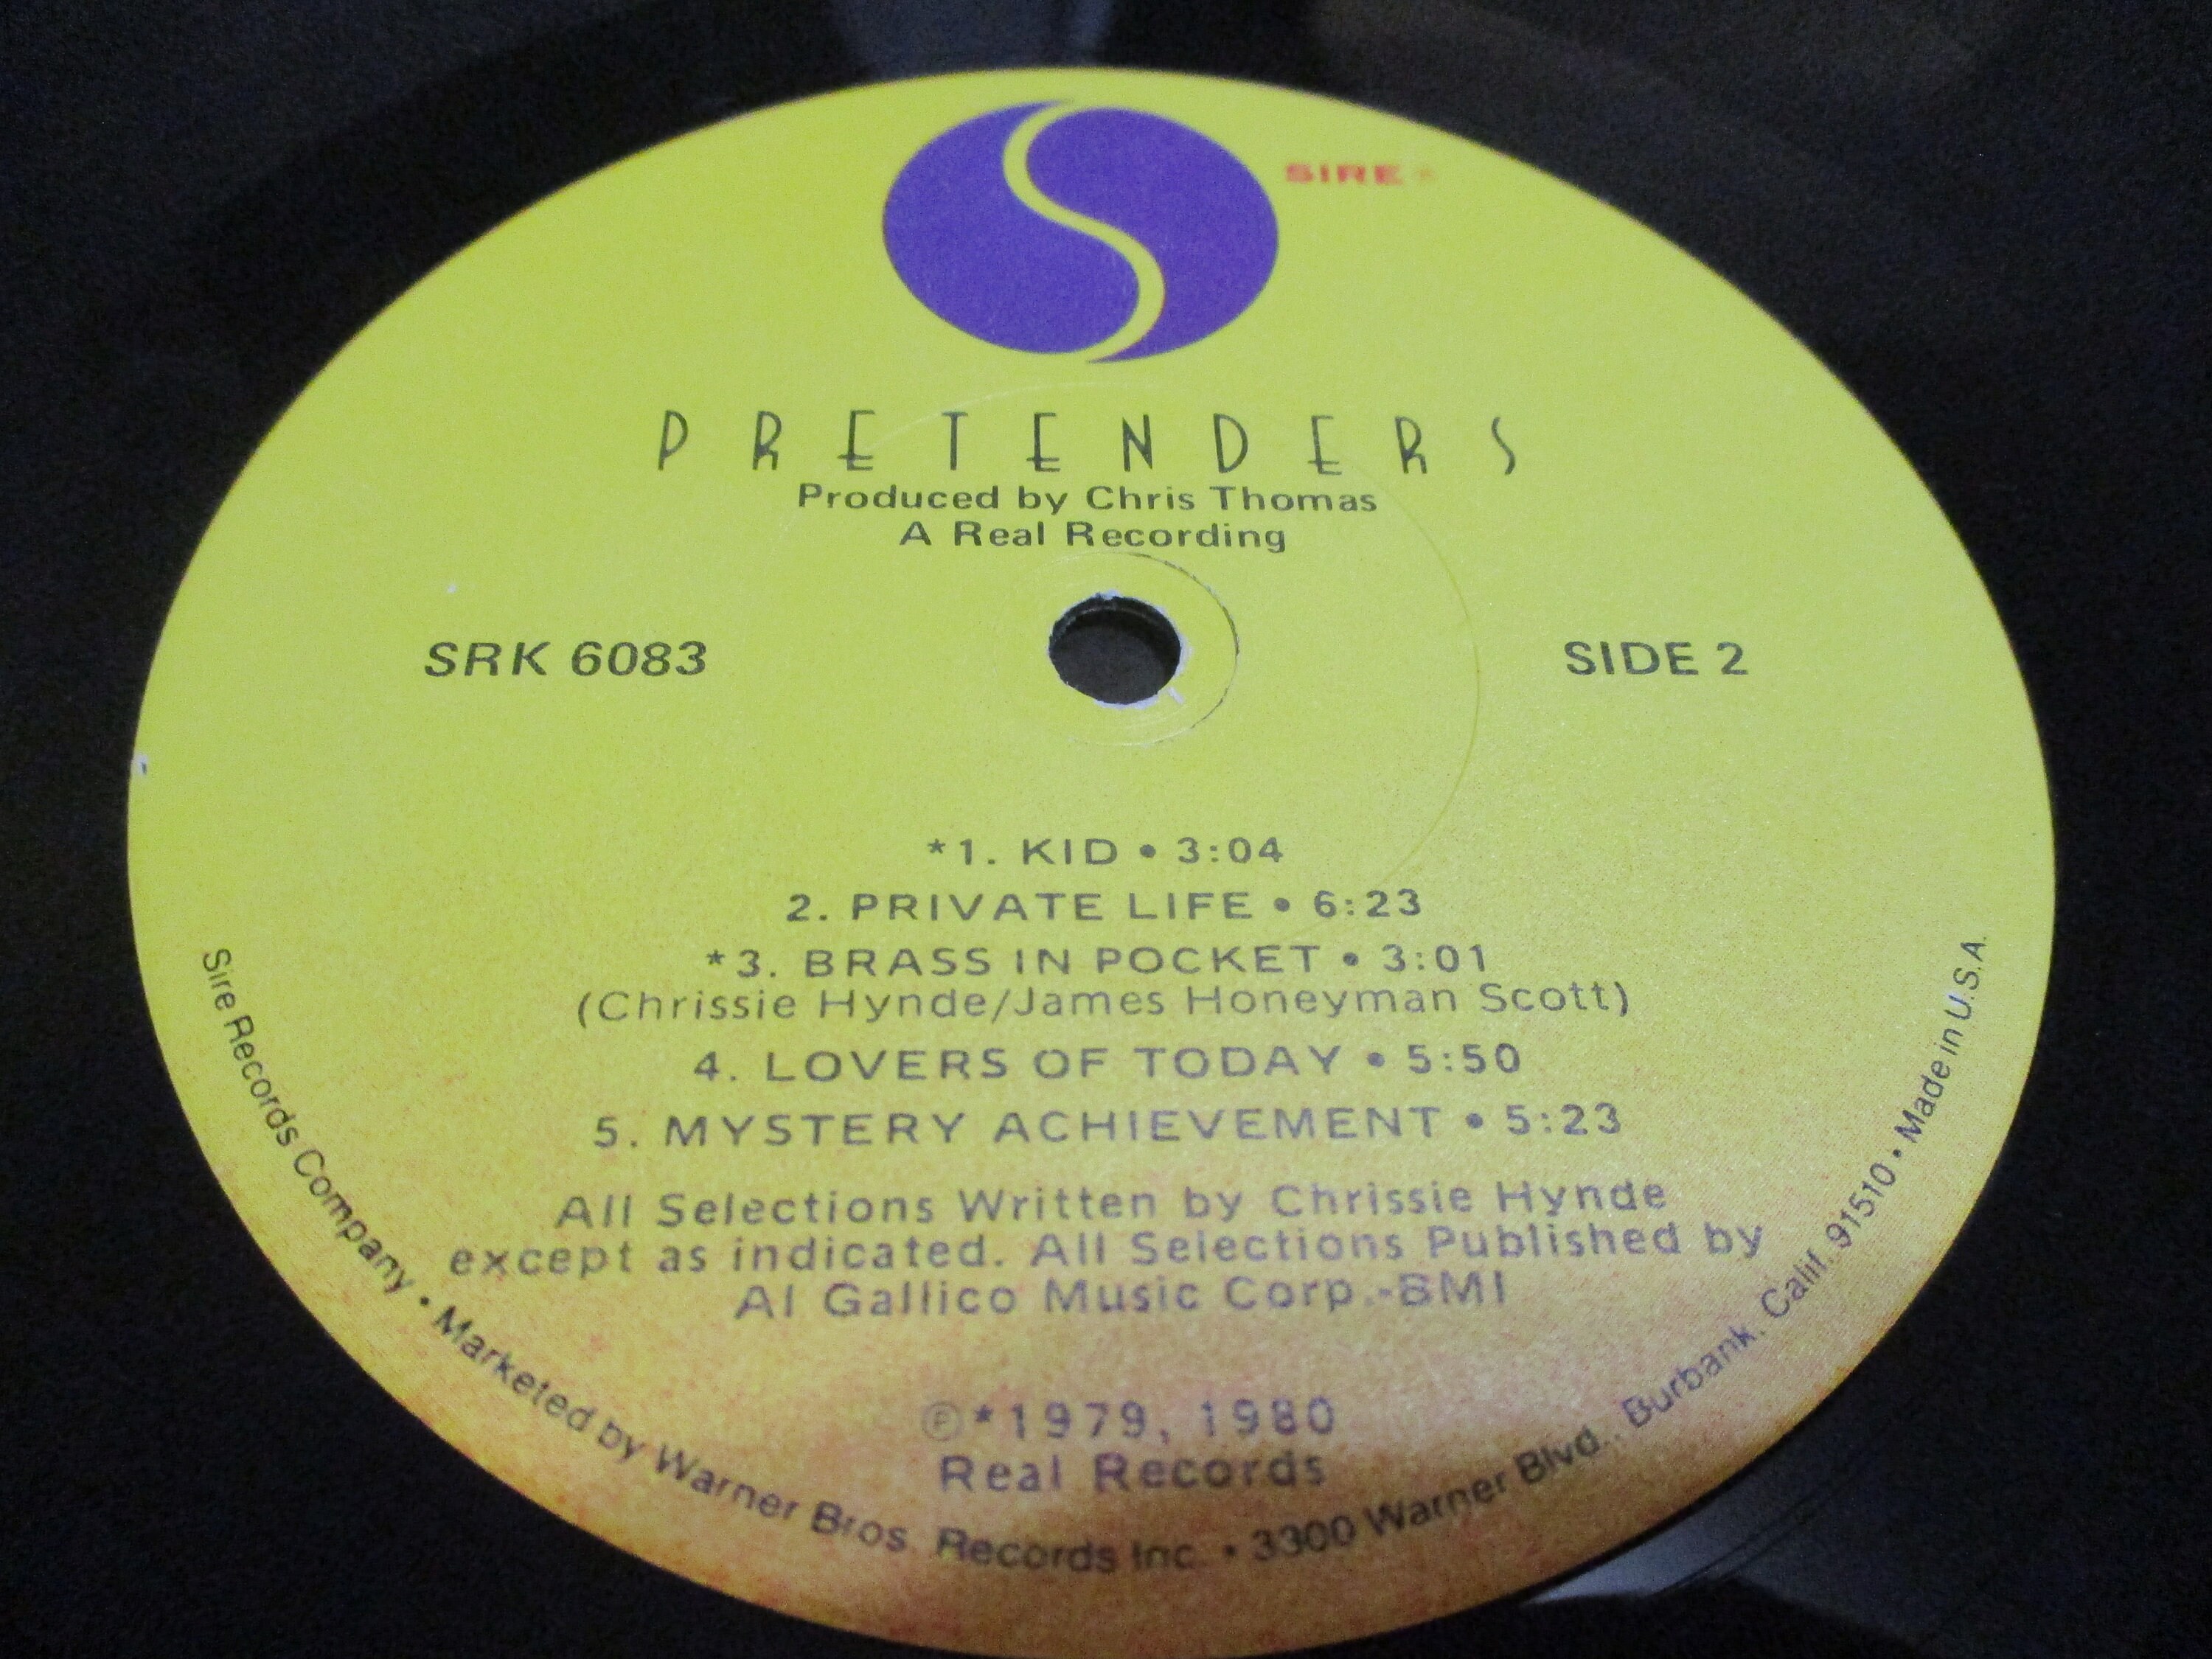 SIRE
PRETENDERS
Produced by Chris Thomas
A Real Recording
SRK 6083
SIDE 2
*1. KID • 3:04
2. PRIVATE LIFE • 6:23
*3. BRASS IN POCKET • 3:01
(Chrissie Hynde/James Honeyman Scott)
4. LOVERS OF TODAY • 5:50
5. MYSTERY ACHIEVEMENT • 5:23
All Selections Written by Chrissie Hynde
except as indicated. All Selections Published by
Al Gallico Music Corp.-BMI
℗*1979, 1980
Real Records
Sire Records Company • Marketed by Warner Bros. Records Inc. • 3300 Warner Blvd., Burbank, Calif. 91510 • Made in U.S.A.